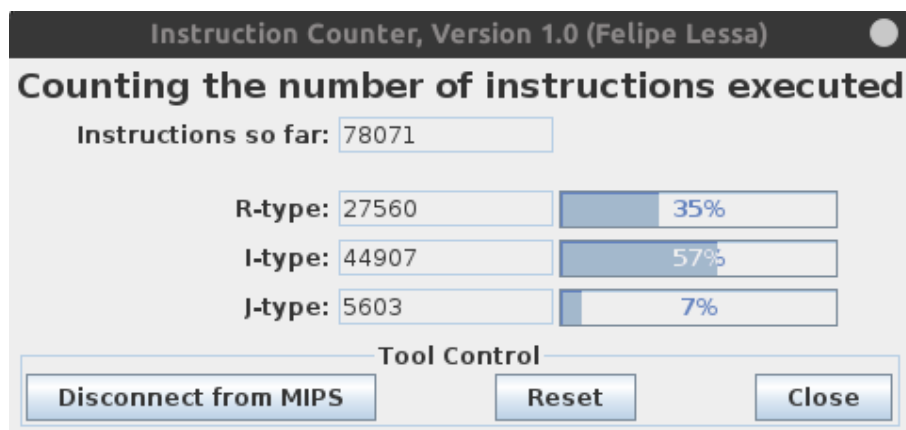 Instruction Counter, Version 1.0 (Felipe Lessa)
Counting the number of instructions executed
Instructions so far: 78071
R-type: 27560 35%
I-type: 44907 57%
J-type: 5603 7%
Tool Control
Disconnect from MIPS Reset Close